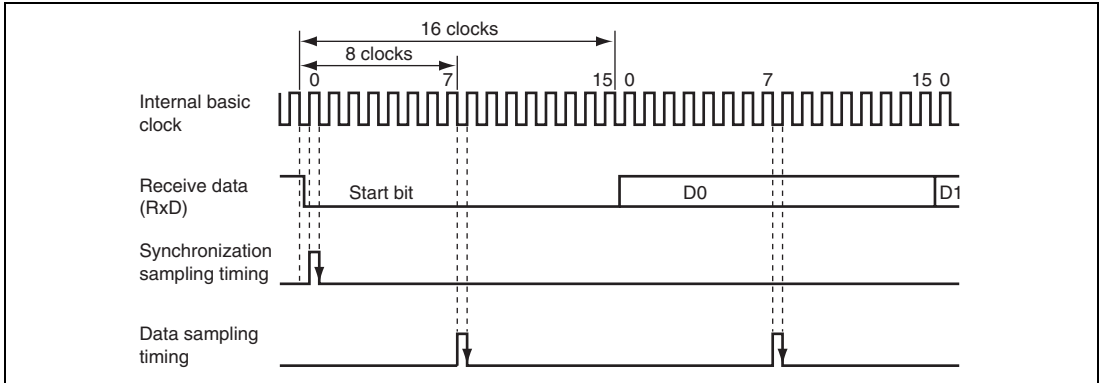 16 clocks
8 clocks
0 7 15 0 7 15 0
Internal basic
clock
Receive data
(RxD)
Start bit D0 D1
Synchronization
sampling timing
Data sampling
timing